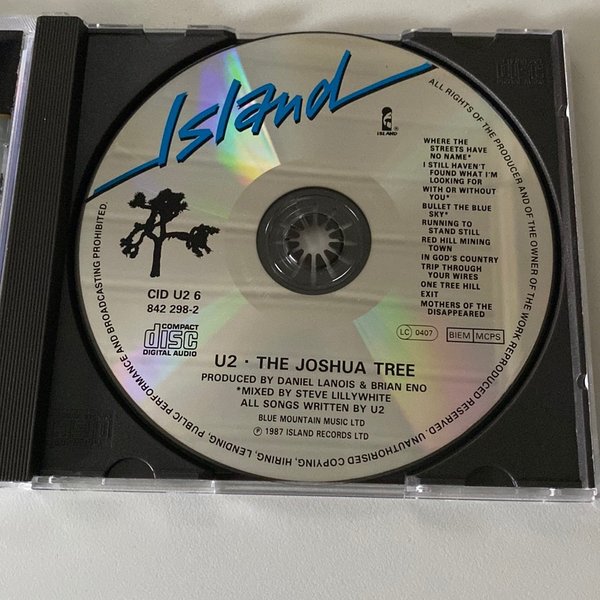 Island
ISLAND ®
WHERE THE
STREETS HAVE
NO NAME*
I STILL HAVEN'T
FOUND WHAT I'M
LOOKING FOR
WITH OR WITHOUT
YOU*
BULLET THE BLUE
SKY*
RUNNING TO
STAND STILL
RED HILL MINING
TOWN
IN GOD'S COUNTRY
TRIP THROUGH
YOUR WIRES
ONE TREE HILL
EXIT
MOTHERS OF THE
DISAPPEARED
CID U2 6
842 298-2
COMPACT
disc
DIGITAL AUDIO
LC 0407
BIEM MCPS
U2 · THE JOSHUA TREE
PRODUCED BY DANIEL LANOIS & BRIAN ENO
*MIXED BY STEVE LILLYWHITE
ALL SONGS WRITTEN BY U2
BLUE MOUNTAIN MUSIC LTD
℗ 1987 ISLAND RECORDS LTD
ALL RIGHTS OF THE PRODUCER AND OF THE OWNER OF THE WORK REPRODUCED RESERVED. UNAUTHORISED COPYING, HIRING, LENDING, PUBLIC PERFORMANCE AND BROADCASTING PROHIBITED.